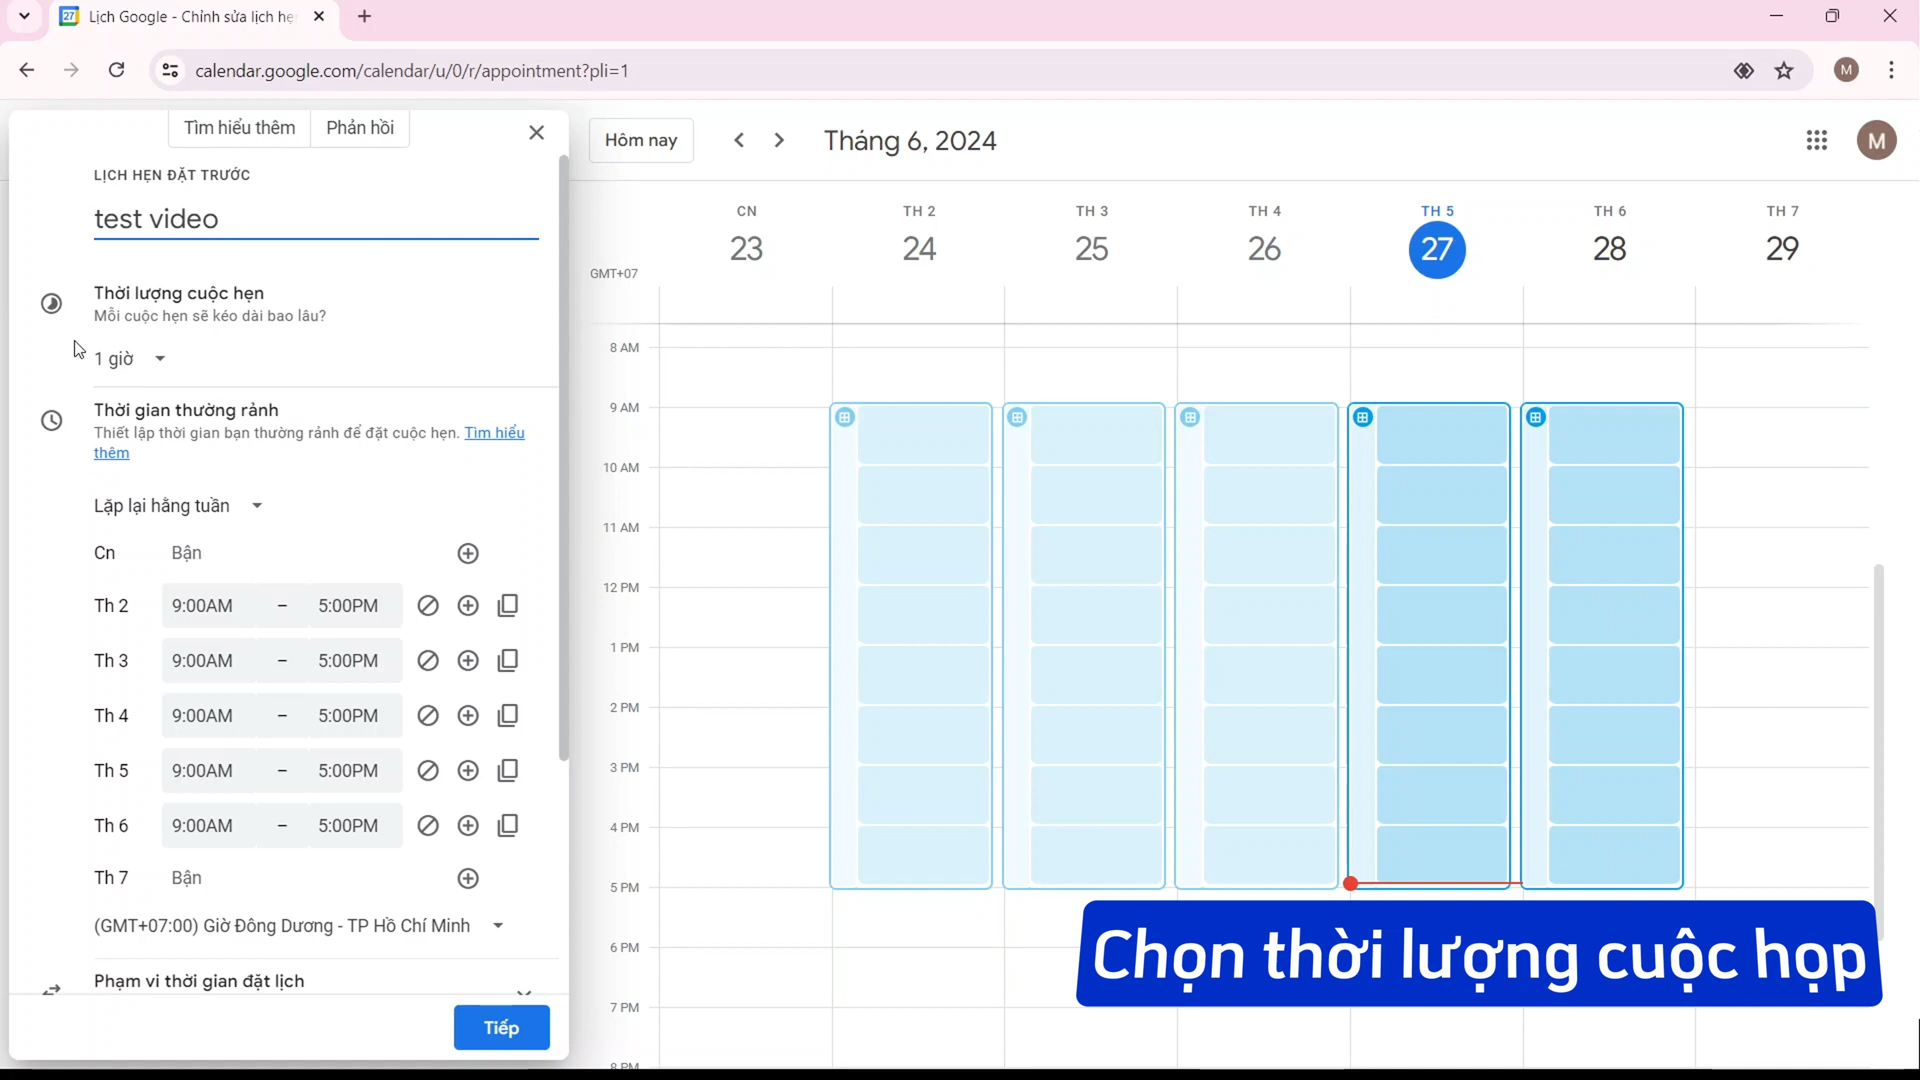 Lịch Google - Chỉnh sửa lịch hẹ
calendar.google.com/calendar/u/0/r/appointment?pli=1
M
Tìm hiểu thêm
Phản hồi
LỊCH HẸN ĐẶT TRƯỚC
test video
Thời lượng cuộc hẹn
Mỗi cuộc hẹn sẽ kéo dài bao lâu?
1 giờ
Thời gian thường rảnh
Thiết lập thời gian bạn thường rảnh để đặt cuộc hẹn. Tìm hiểu
thêm
Lặp lại hằng tuần
Cn Bận
Th 2 9:00AM – 5:00PM
Th 3 9:00AM – 5:00PM
Th 4 9:00AM – 5:00PM
Th 5 9:00AM – 5:00PM
Th 6 9:00AM – 5:00PM
Th 7 Bận
(GMT+07:00) Giờ Đông Dương - TP Hồ Chí Minh
Phạm vi thời gian đặt lịch
Tiếp
Hôm nay
Tháng 6, 2024
M
CN TH 2 TH 3 TH 4 TH 5 TH 6 TH 7
23 24 25 26 27 28 29
GMT+07
8 AM
9 AM
10 AM
11 AM
12 PM
1 PM
2 PM
3 PM
4 PM
5 PM
6 PM
7 PM
8 PM
Chọn thời lượng cuộc họp